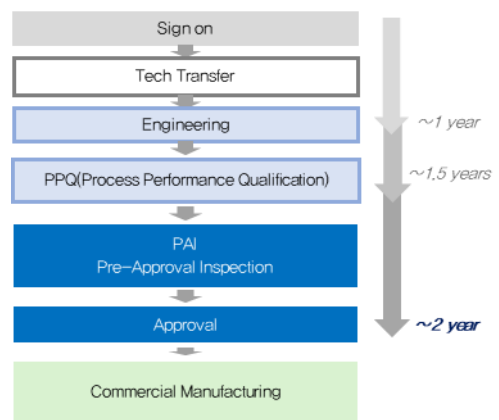 Sign on
Tech Transfer
Engineering
~1 year
PPQ(Process Performance Qualification)
~1.5 years
PAI
Pre-Approval Inspection
Approval
~2 year
Commercial Manufacturing